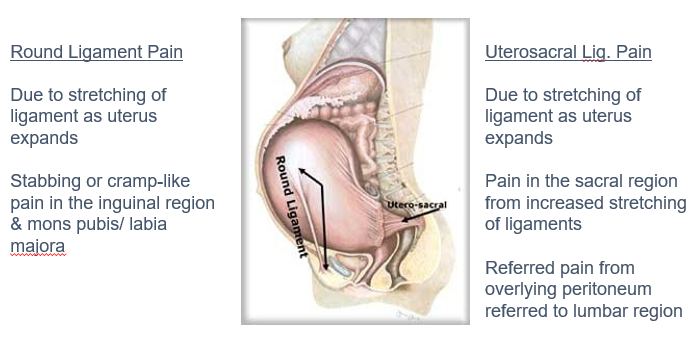 Round Ligament Pain
Due to stretching of
ligament as uterus
expands
Stabbing or cramp-like
pain in the inguinal region
& mons pubis/ labia
majora
Round Ligament
Utero-sacral
Uterosacral Lig. Pain
Due to stretching of
ligament as uterus
expands
Pain in the sacral region
from increased stretching
of ligaments
Referred pain from
overlying peritoneum
referred to lumbar region